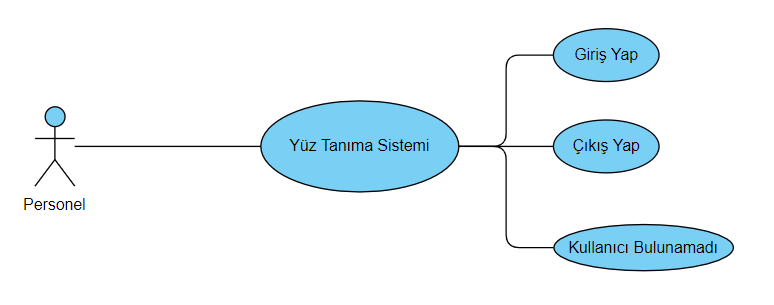 Giriş Yap
Yüz Tanıma Sistemi
Çıkış Yap
Personel
Kullanıcı Bulunamadı